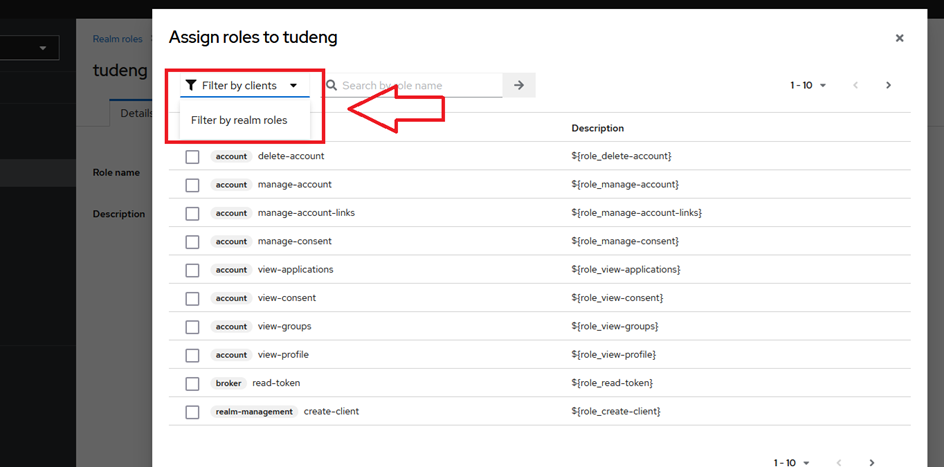 Assign roles to tudeng
Realm roles
tudeng
Filter by clients
Search by role name
1 - 10
Filter by realm roles
Details
Description
account delete-account ${role_delete-account}
Role name
account manage-account ${role_manage-account}
account manage-account-links ${role_manage-account-links}
Description
account manage-consent ${role_manage-consent}
account view-applications ${role_view-applications}
account view-consent ${role_view-consent}
account view-groups ${role_view-groups}
account view-profile ${role_view-profile}
broker read-token ${role_read-token}
realm-management create-client ${role_create-client}
1 - 10